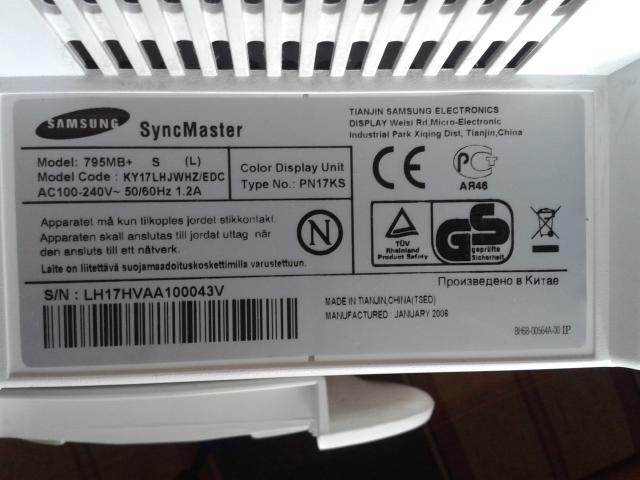 SAMSUNG
SyncMaster
TIANJIN SAMSUNG ELECTRONICS
DISPLAY Weisi Rd,Micro-Electronic
Industrial Park Xiqing Dist, Tianjin,China
Model: 795MB+ S (L)
Model Code : KY17LHJWHZ/EDC
AC100-240V~ 50/60Hz 1.2A
Color Display Unit
Type No.: PN17KS
CE
PCT
АЯ46
Apparatet må kun tilkoples jordet stikkontakt.
Apparaten skall anslutas till jordat uttag när
den ansluts till ett nätverk.
Laite on liitettävä suojamaadoituskoskettimilla varustettuun.
N
TÜV
Rheinland
Product Safety
GS
geprüfte
Sicherheit
Произведено в Китае
S/N : LH17HVAA100043V
MADE IN TIANJIN,CHINA(TSED)
MANUFACTURED : JANUARY 2006
BH68-00564A-00 IP